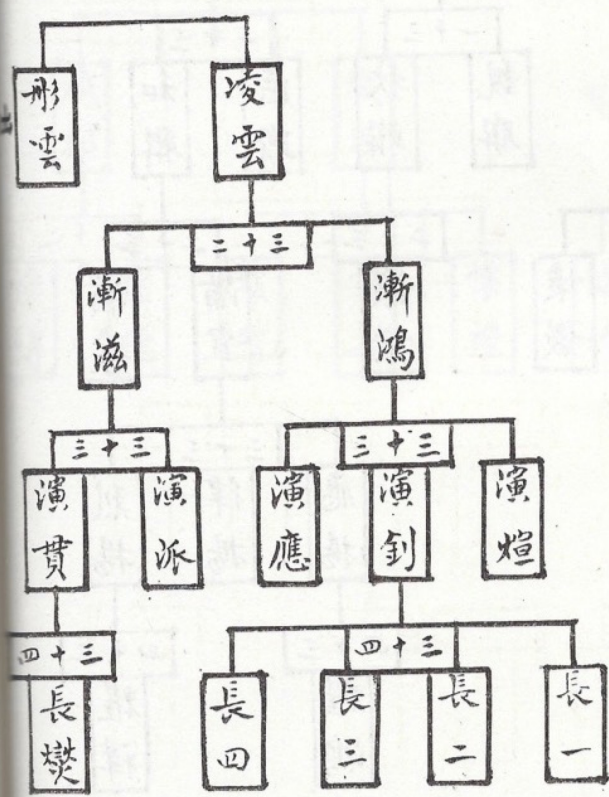 凌雲
彤雲
三十二
漸鴻
漸滋
三十三
三十三
演煊
演釗
演應
演派
演貫
三十四
三十四
長一
長二
長三
長四
長爕